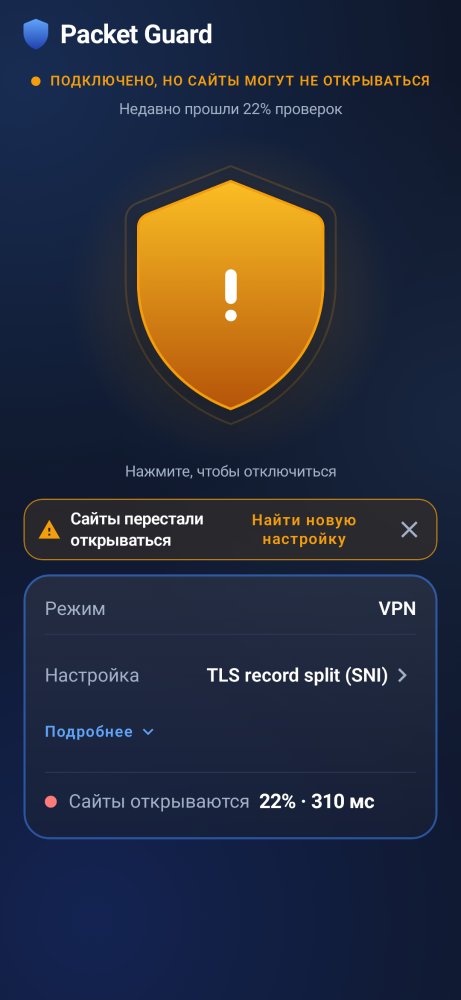 Packet Guard
ПОДКЛЮЧЕНО, НО САЙТЫ МОГУТ НЕ ОТКРЫВАТЬСЯ
Недавно прошли 22% проверок
Нажмите, чтобы отключиться
Сайты перестали
открываться
Найти новую
настройку
Режим
VPN
Настройка
TLS record split (SNI)
Подробнее
Сайты открываются 22% · 310 мс